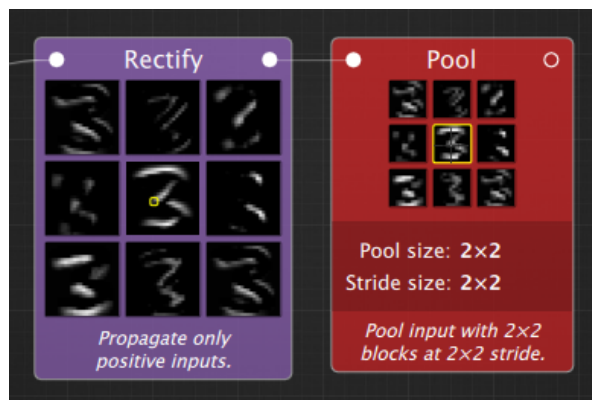 Rectify
Propagate only
positive inputs.
Pool
Pool size: 2×2
Stride size: 2×2
Pool input with 2×2
blocks at 2×2 stride.